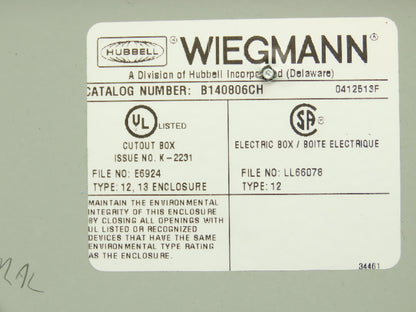 HUBBELL ® WIEGMANN®
A Division of Hubbell Incorporated (Delaware)
CATALOG NUMBER: B140806CH 0412513F
UL LISTED
CUTOUT BOX
ISSUE NO. K-2231
FILE NO: E6924
TYPE: 12, 13 ENCLOSURE
SA
ELECTRIC BOX / BOITE ELECTRIQUE
FILE NO: LL66078
TYPE: 12
MAINTAIN THE ENVIRONMENTAL
INTEGRITY OF THIS ENCLOSURE
BY CLOSING ALL OPENINGS WITH
UL LISTED OR RECOGNIZED
DEVICES THAT HAVE THE SAME
ENVIRONMENTAL TYPE RATING
AS THE ENCLOSURE.
34461